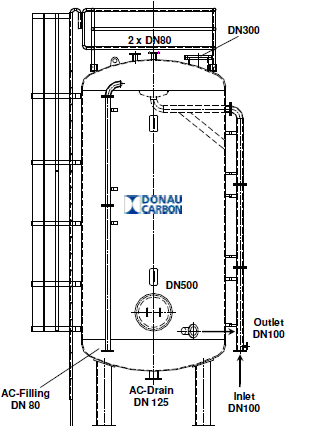 DN300
2 x DN80
DONAU
CARBON
DN500
Outlet
DN100
AC-Filling
DN 80
AC-Drain
DN 125
Inlet
DN100